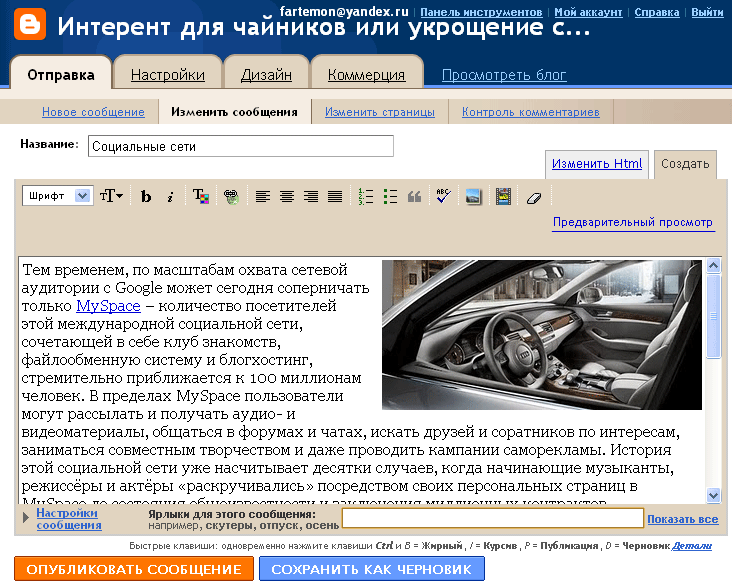 fartemon@yandex.ru | Панель инструментов | Мой аккаунт | Справка | Выйти
Интерент для чайников или укрощение с...
Отправка Настройки Дизайн Коммерция Просмотреть блог
Новое сообщение Изменить сообщения Изменить страницы Контроль комментариев
Название: Социальные сети
Изменить Html Создать
Шрифт тT b i T ABC
Предварительный просмотр
Тем временем, по масштабам охвата сетевой
аудитории с Google может сегодня соперничать
только MySpace – количество посетителей
этой международной социальной сети,
сочетающей в себе клуб знакомств,
файлообменную систему и блогхостинг,
стремительно приближается к 100 миллионам
человек. В пределах MySpace пользователи
могут рассылать и получать аудио- и
видеоматериалы, общаться в форумах и чатах, искать друзей и соратников по интересам,
заниматься совместным творчеством и даже проводить кампании саморекламы. История
этой социальной сети уже насчитывает десятки случаев, когда начинающие музыканты,
режиссёры и актёры «раскручивались» посредством своих персональных страниц в
MySpace до состояния общеизвестности и заключения миллионных контрактов
Настройки сообщения
Ярлыки для этого сообщения:
например, скутеры, отпуск, осень
Показать все
Быстрые клавиши: одновременно нажмите клавиши Ctrl и B = Жирный, I = Курсив, P = Публикация, D = Черновик Детали
ОПУБЛИКОВАТЬ СООБЩЕНИЕ СОХРАНИТЬ КАК ЧЕРНОВИК